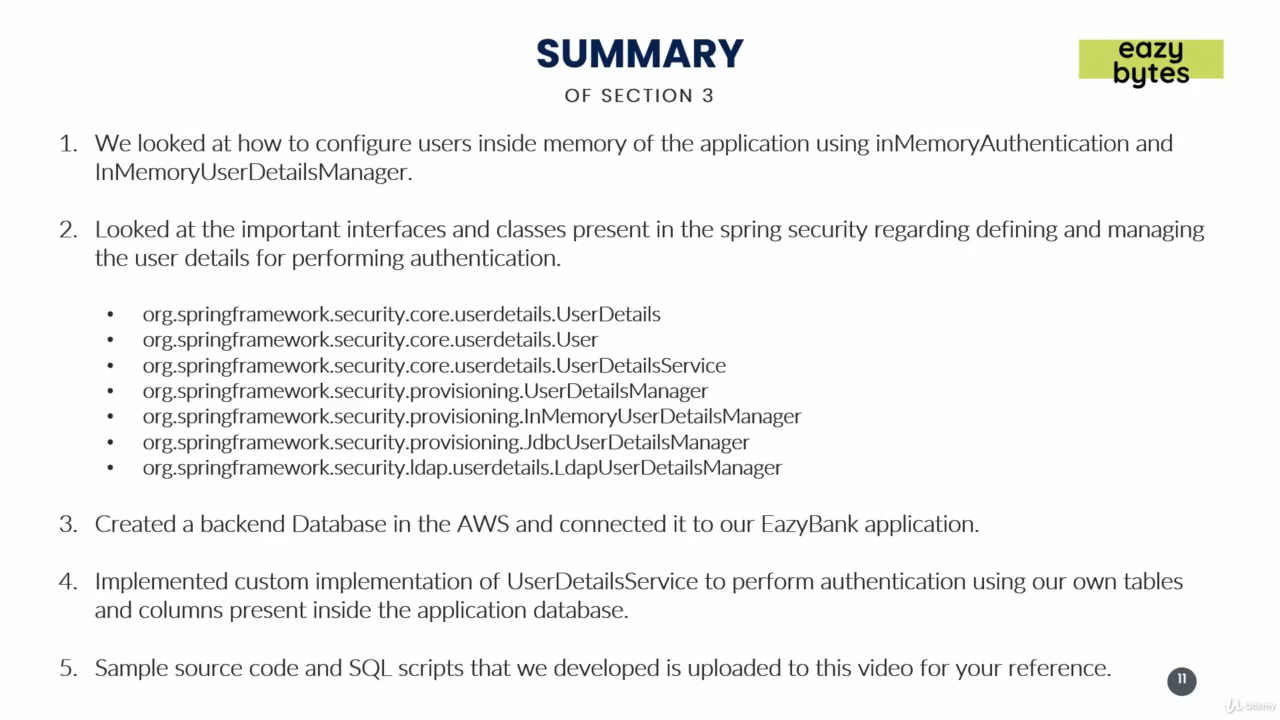 SUMMARY
OF SECTION 3
eazy
bytes
1. We looked at how to configure users inside memory of the application using inMemoryAuthentication and
InMemoryUserDetailsManager.
2. Looked at the important interfaces and classes present in the spring security regarding defining and managing
the user details for performing authentication.
• org.springframework.security.core.userdetails.UserDetails
• org.springframework.security.core.userdetails.User
• org.springframework.security.core.userdetails.UserDetailsService
• org.springframework.security.provisioning.UserDetailsManager
• org.springframework.security.provisioning.InMemoryUserDetailsManager
• org.springframework.security.provisioning.JdbcUserDetailsManager
• org.springframework.security.ldap.userdetails.LdapUserDetailsManager
3. Created a backend Database in the AWS and connected it to our EazyBank application.
4. Implemented custom implementation of UserDetailsService to perform authentication using our own tables
and columns present inside the application database.
5. Sample source code and SQL scripts that we developed is uploaded to this video for your reference.
11
Udemy